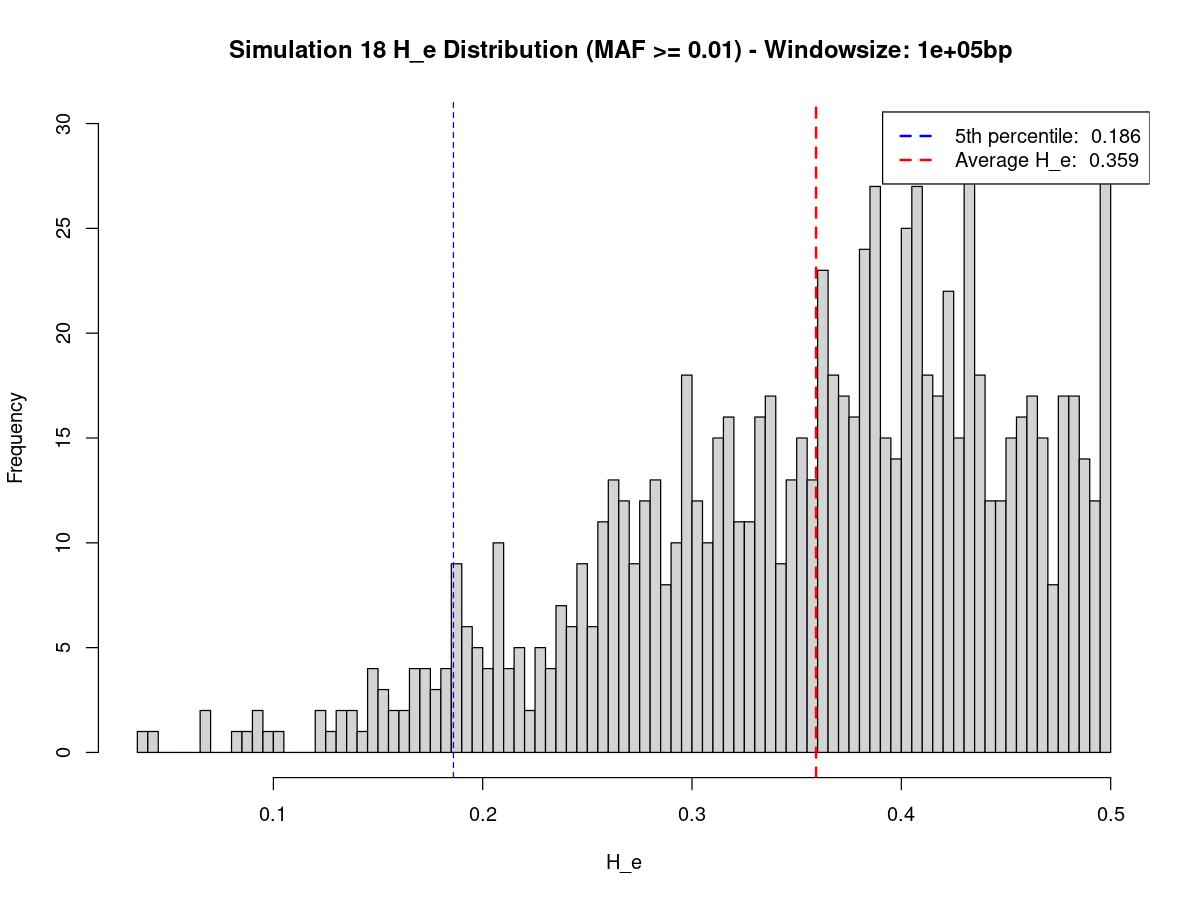 Simulation 18 H_e Distribution (MAF >= 0.01) - Windowsize: 1e+05bp
5th percentile:  0.186
Average H_e:  0.359
Frequency
30
25
20
15
10
5
0
0.1
0.2
0.3
0.4
0.5
H_e